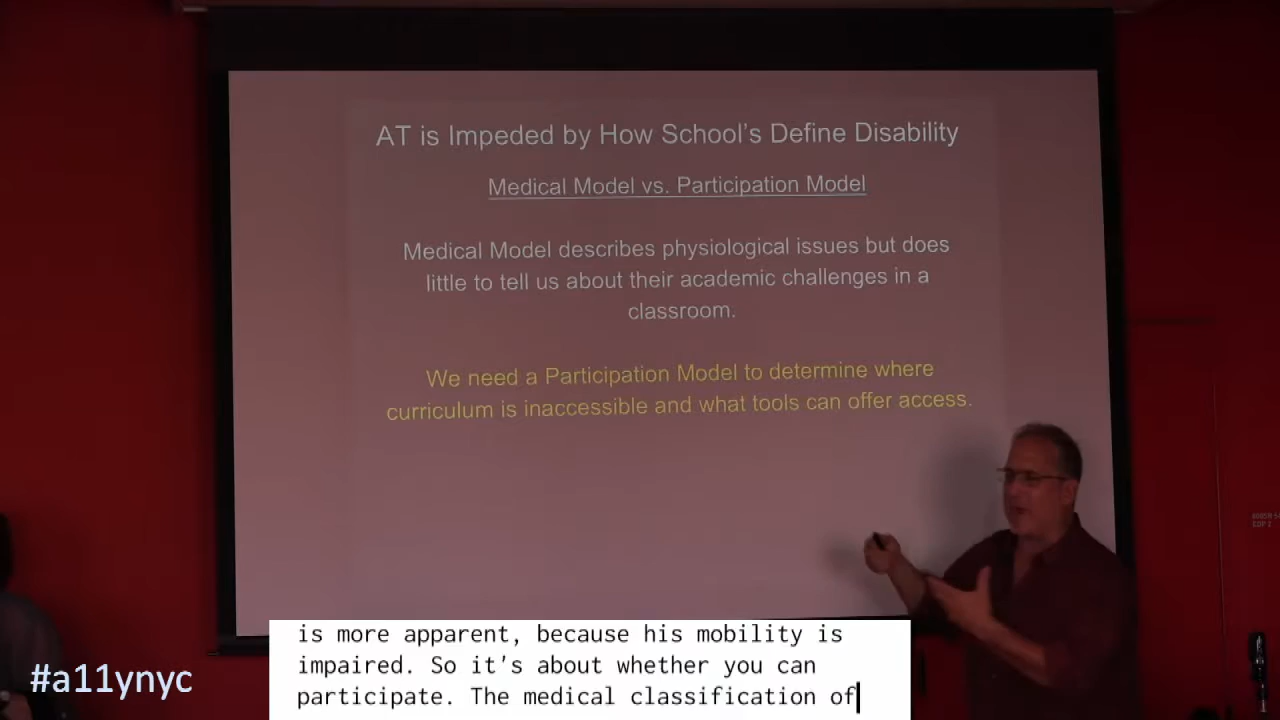 AT is Impeded by How School's Define Disability
Medical Model vs. Participation Model
Medical Model describes physiological issues but does
little to tell us about their academic challenges in a
classroom.
We need a Participation Model to determine where
curriculum is inaccessible and what tools can offer access.
is more apparent, because his mobility is
impaired. So it's about whether you can
participate. The medical classification of
#a11ynyc